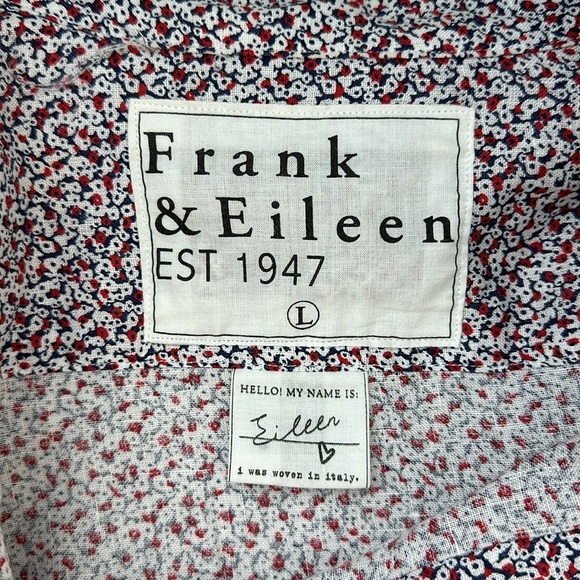 Frank
& Eileen
EST 1947
L
HELLO! MY NAME IS:
Eileen
i was woven in italy.